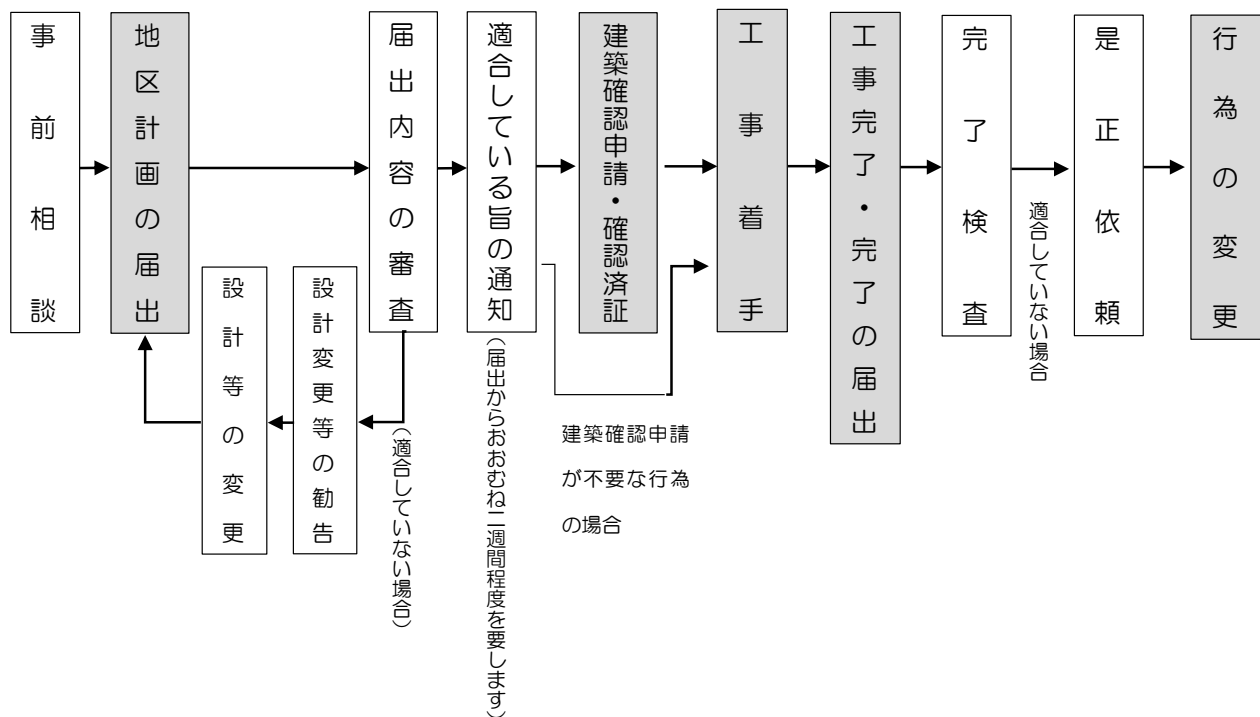 事前相談
地区計画の届出
設計等の変更
設計変更等の勧告
届出内容の審査
（適合していない場合）
適合している旨の通知
（届出からおおむね二週間程度を要します）
建築確認申請・確認済証
建築確認申請
が不要な行為
の場合
工事着手
工事完了・完了の届出
完了検査
適合していない場合
是正依頼
行為の変更